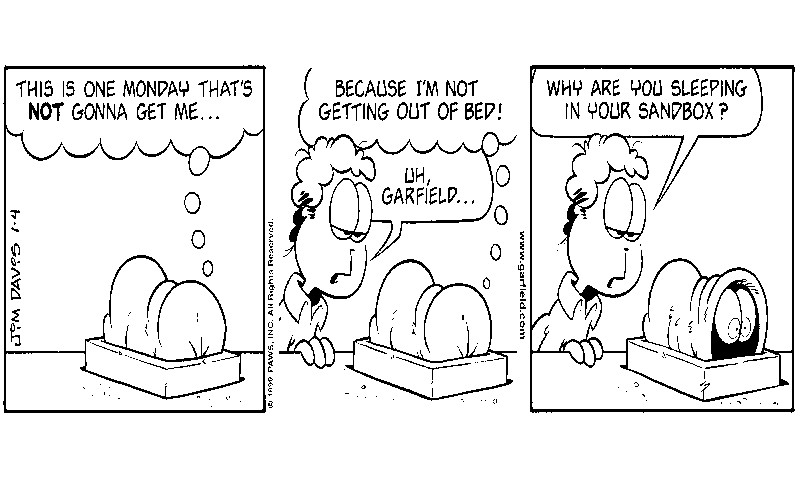 THIS IS ONE MONDAY THAT'S
NOT GONNA GET ME...
JIM DAVIS 1-4
BECAUSE I'M NOT
GETTING OUT OF BED!
UH,
GARFIELD...
© 1999 PAWS, INC. All Rights Reserved.
WHY ARE YOU SLEEPING
IN YOUR SANDBOX?
www.garfield.com